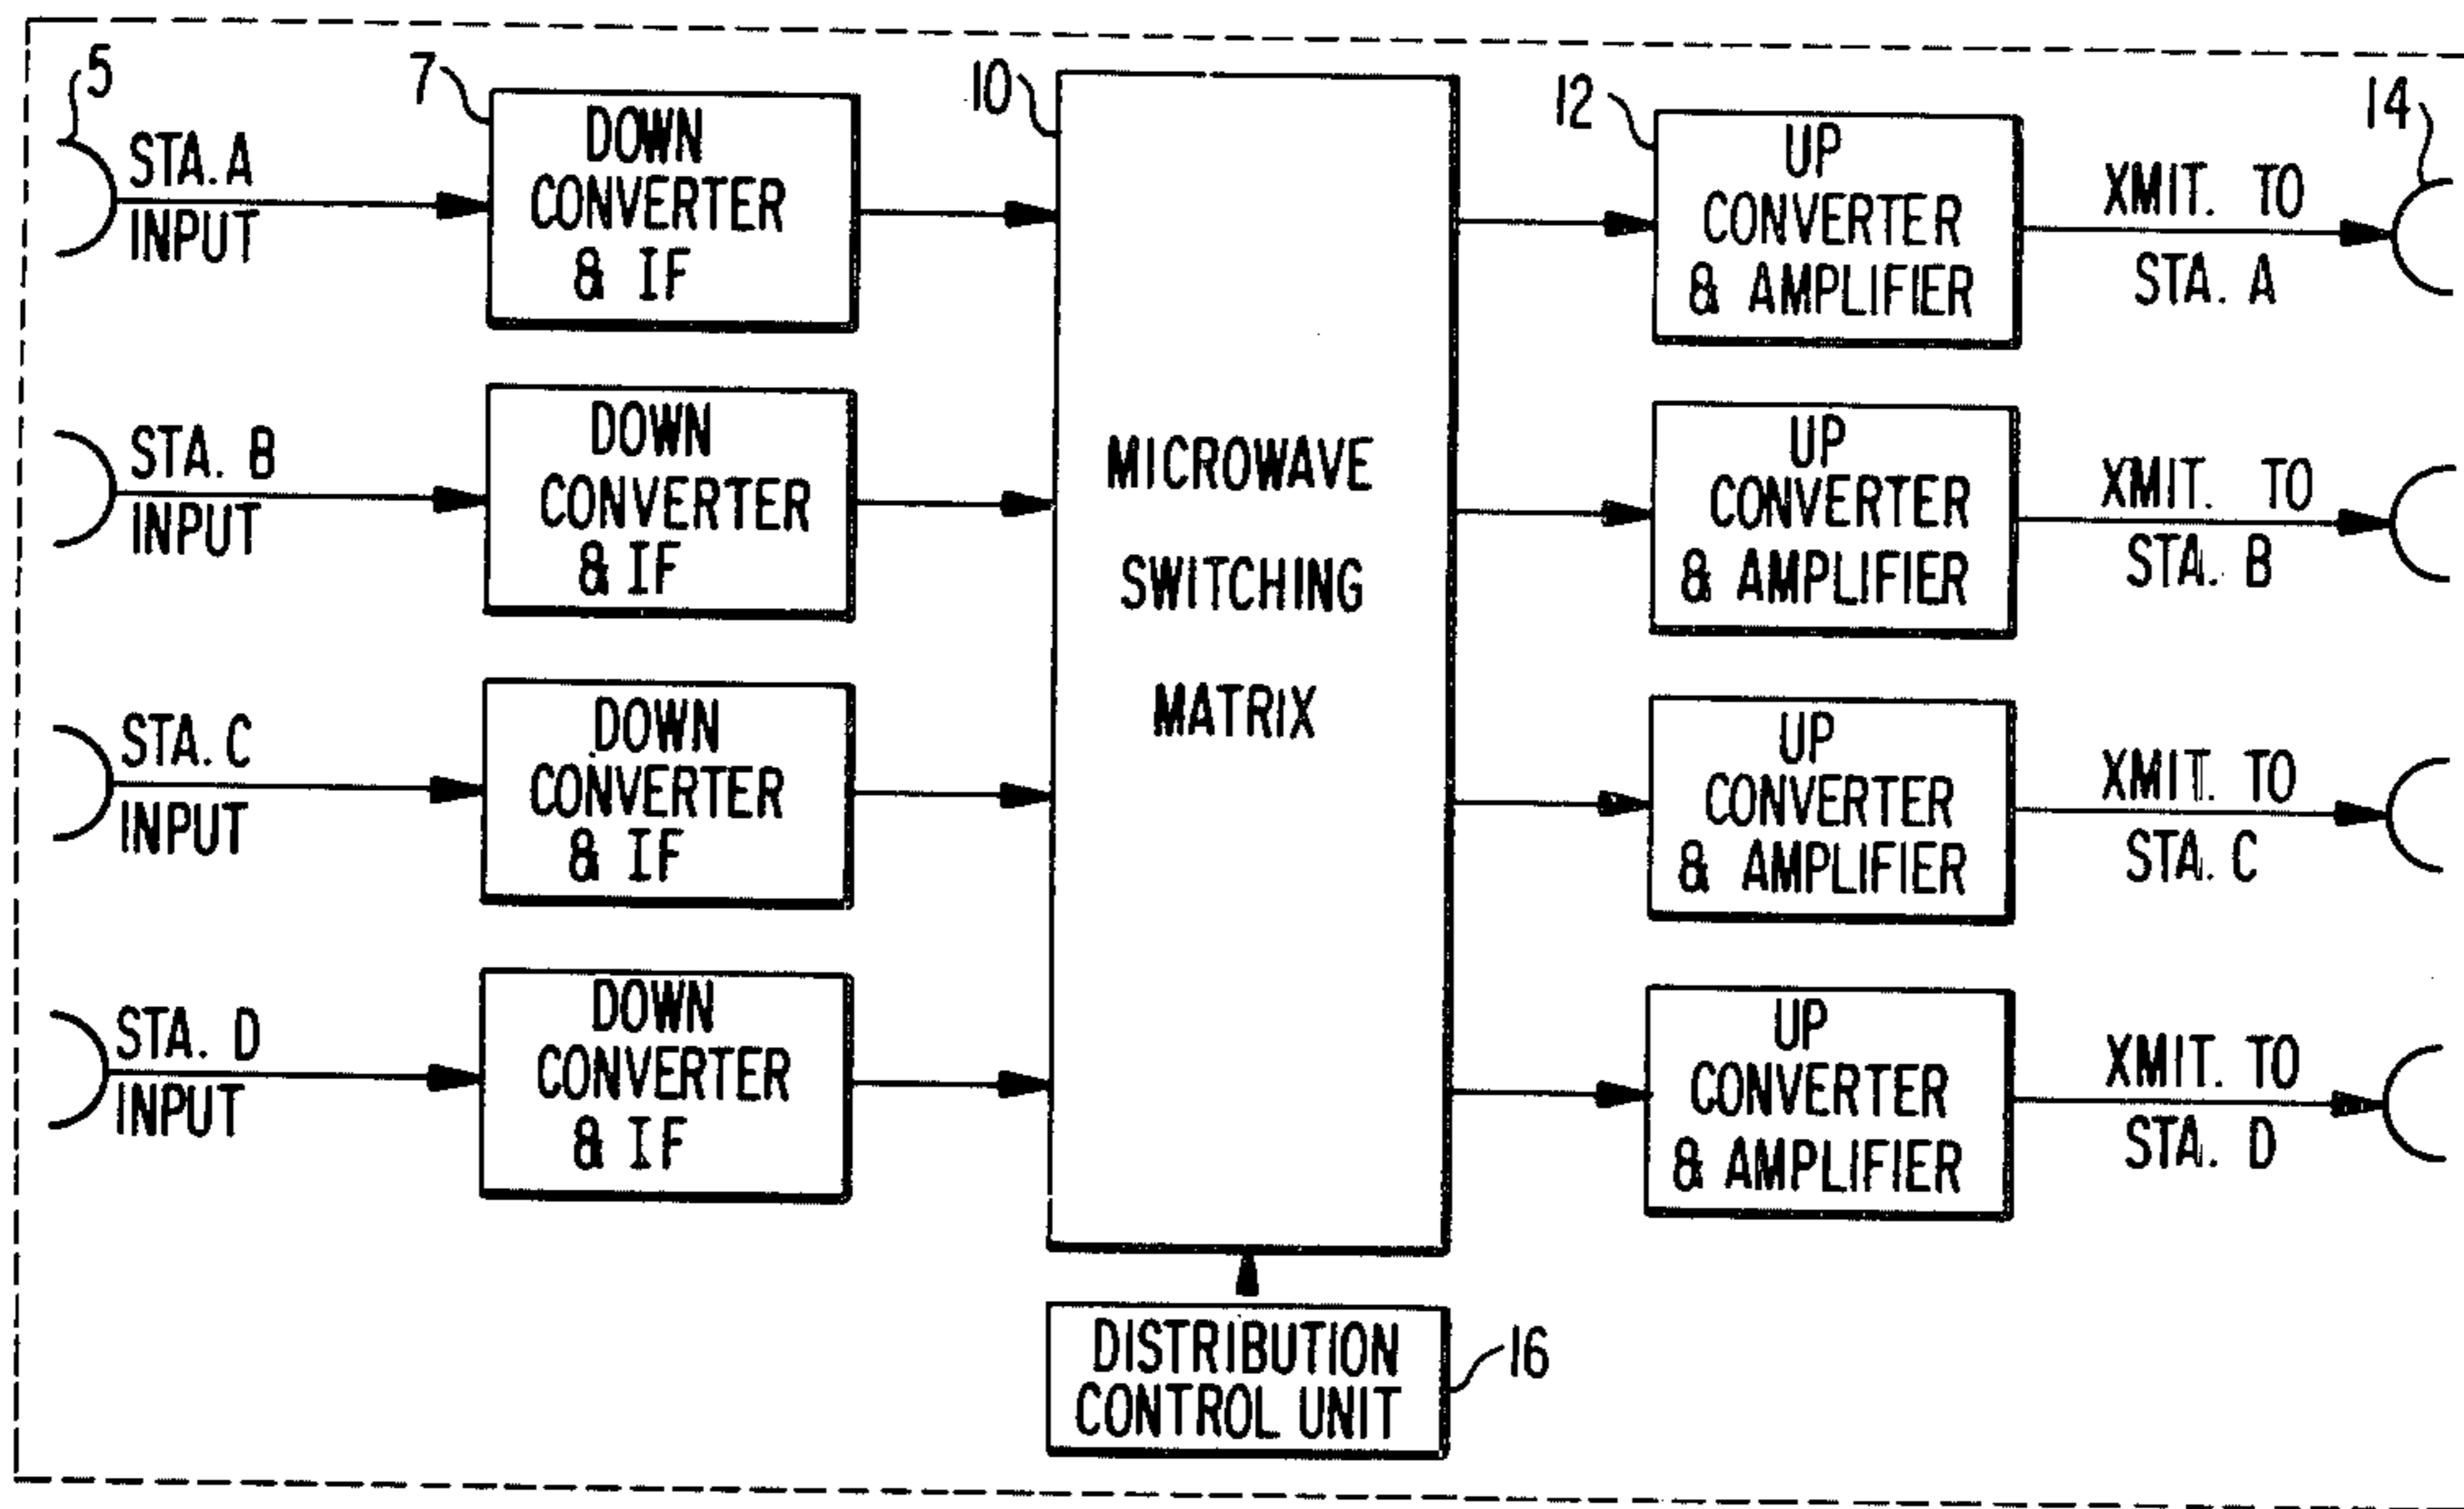 5
7
10
12
14
STA. A
INPUT
DOWN
CONVERTER
& IF
UP
CONVERTER
& AMPLIFIER
XMIT. TO
STA. A
STA. B
INPUT
DOWN
CONVERTER
& IF
UP
CONVERTER
& AMPLIFIER
XMIT. TO
STA. B
MICROWAVE
SWITCHING
MATRIX
STA. C
INPUT
DOWN
CONVERTER
& IF
UP
CONVERTER
& AMPLIFIER
XMIT. TO
STA. C
STA. D
INPUT
DOWN
CONVERTER
& IF
UP
CONVERTER
& AMPLIFIER
XMIT. TO
STA. D
DISTRIBUTION
CONTROL UNIT
16